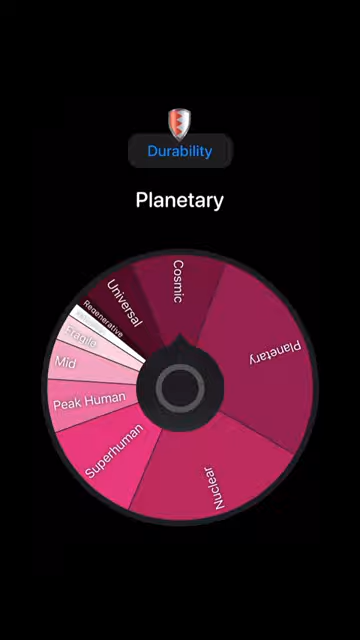 Durability
Planetary
Cosmic
Planetary
Nuclear
Superhuman
Peak Human
Mid
Fragile
Regenerative
Universal